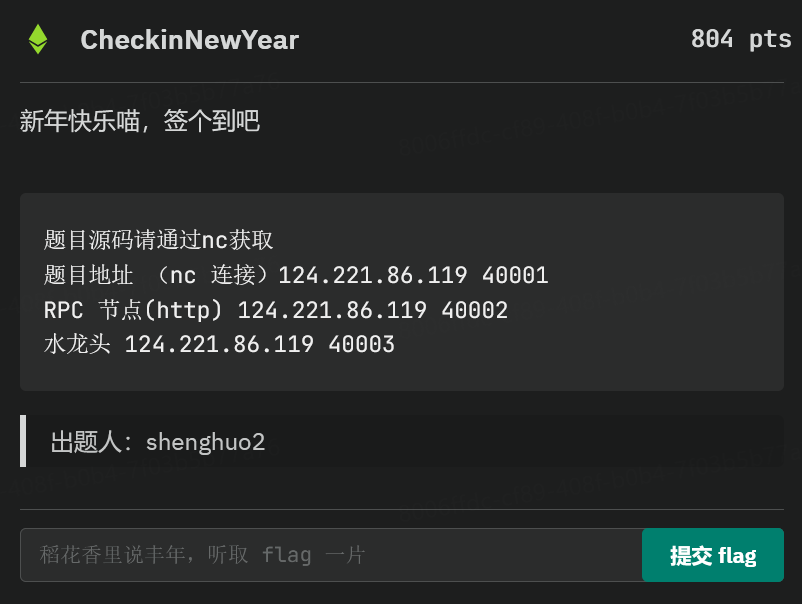 CheckinNewYear
804 pts
新年快乐喵，签个到吧
题目源码请通过nc获取
题目地址 （nc 连接）124.221.86.119 40001
RPC 节点(http) 124.221.86.119 40002
水龙头 124.221.86.119 40003
出题人：shenghuo2
稻花香里说丰年，听取 flag 一片
提交 flag